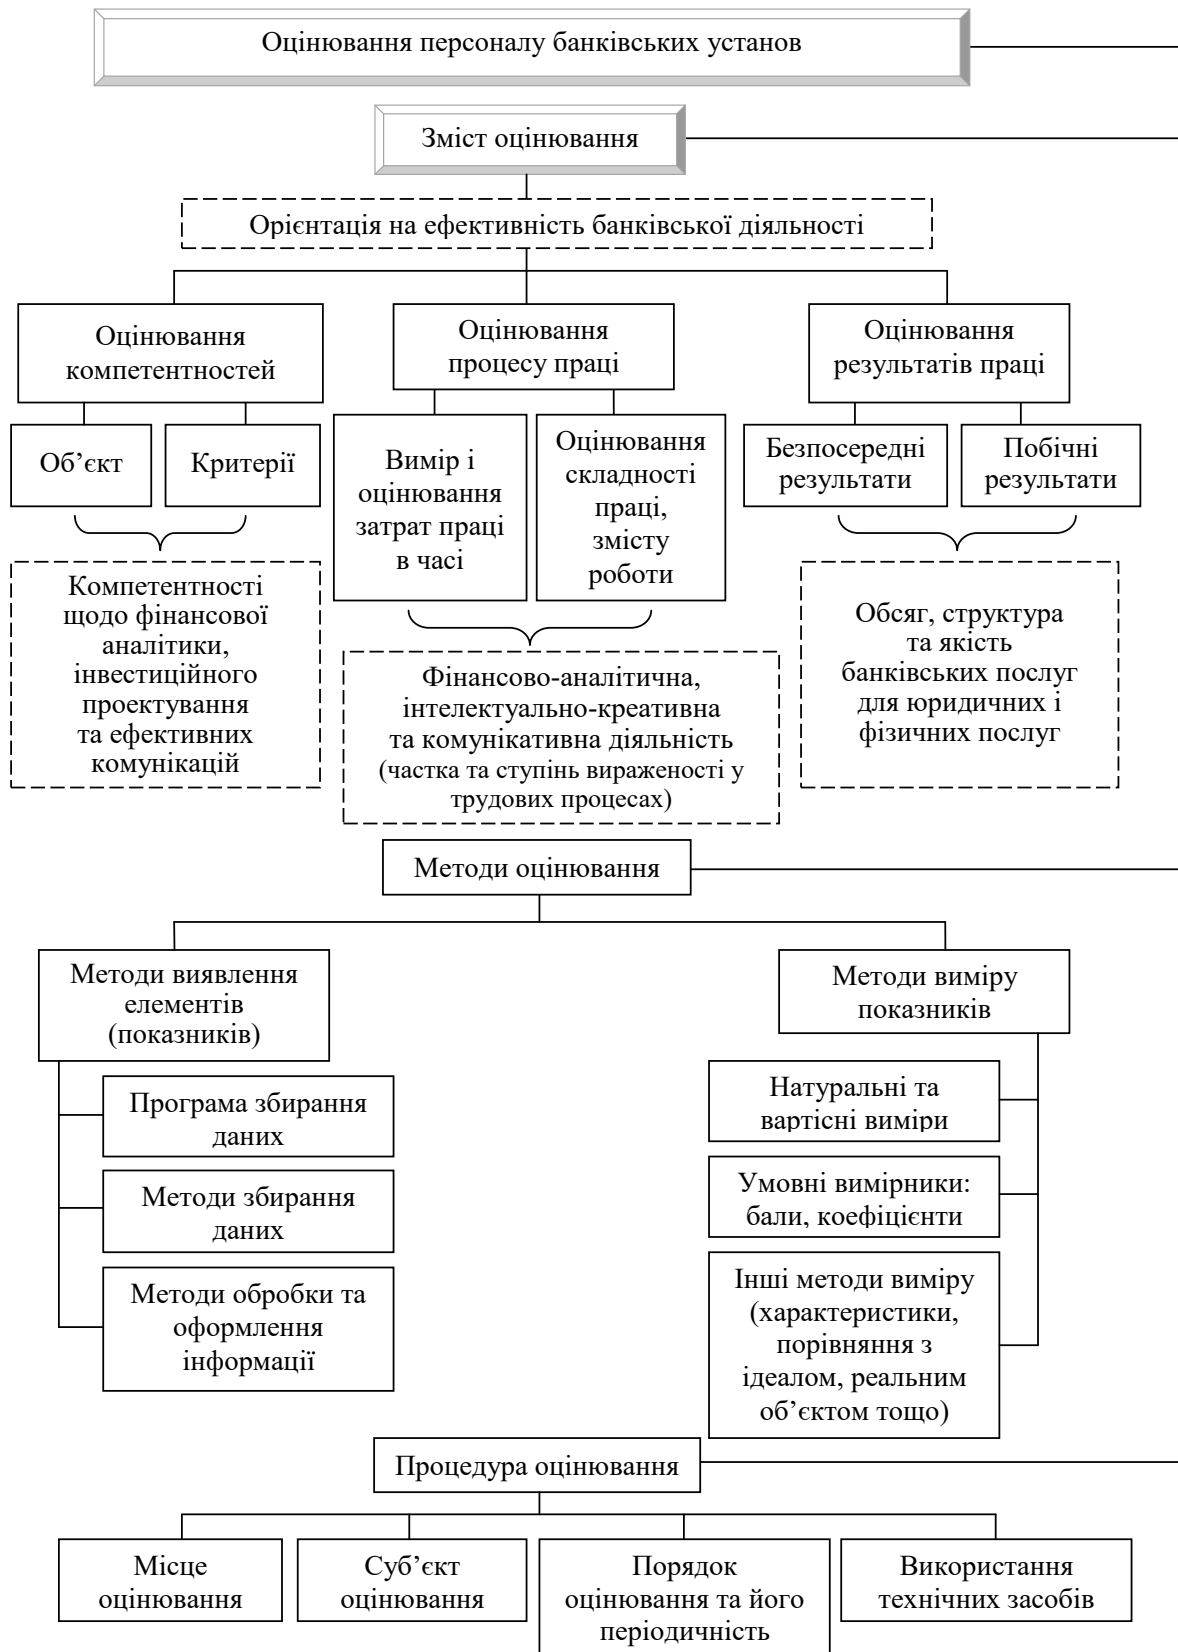 Оцінювання персоналу банківських установ
Зміст оцінювання
Орієнтація на ефективність банківської діяльності
Оцінювання
компетентностей
Оцінювання
процесу праці
Оцінювання
результатів праці
Об’єкт
Критерії
Вимір і
оцінювання
затрат праці
в часі
Оцінювання
складності
праці,
змісту
роботи
Безпосередні
результати
Побічні
результати
Компетентності
щодо фінансової
аналітики,
інвестиційного
проектування
та ефективних
комунікацій
Фінансово-аналітична,
інтелектуально-креативна
та комунікативна діяльність
(частка та ступінь вираженості у
трудових процесах)
Обсяг, структура
та якість
банківських послуг
для юридичних і
фізичних послуг
Методи оцінювання
Методи виявлення
елементів
(показників)
Методи виміру
показників
Програма збирання
даних
Методи збирання
даних
Методи обробки та
оформлення
інформації
Натуральні та
вартісні виміри
Умовні вимірники:
бали, коефіцієнти
Інші методи виміру
(характеристики,
порівняння з
ідеалом, реальним
об’єктом тощо)
Процедура оцінювання
Місце
оцінювання
Суб’єкт
оцінювання
Порядок
оцінювання та його
періодичність
Використання
технічних засобів